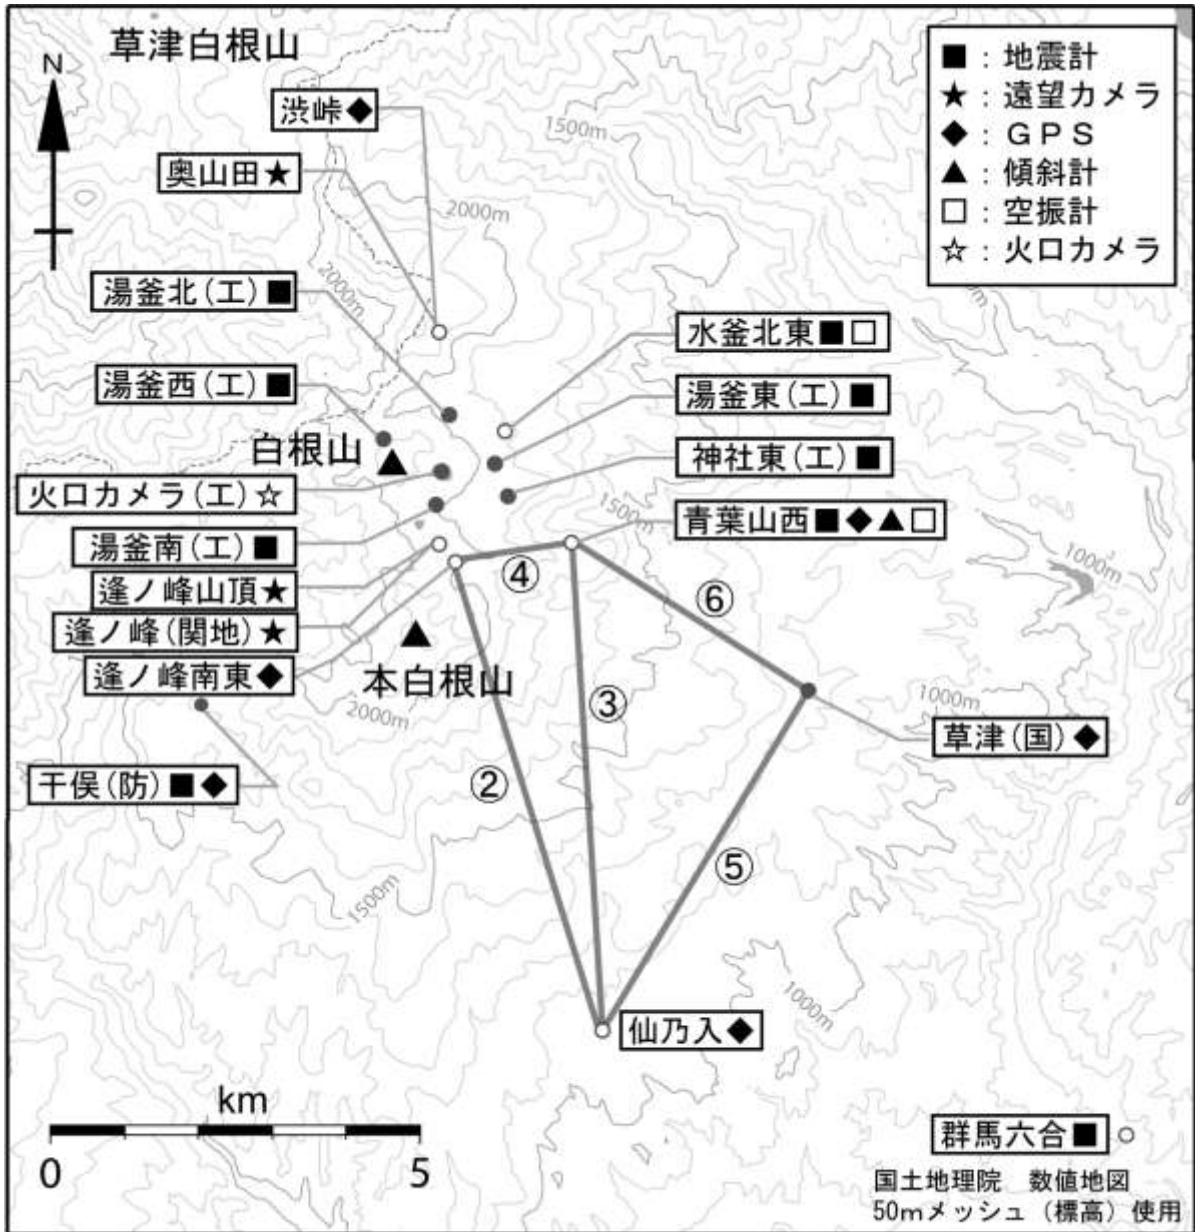 草津白根山
N
■：地震計
★：遠望カメラ
◆：ＧＰＳ
▲：傾斜計
□：空振計
☆：火口カメラ
渋峠◆
1500m
奥山田★
2000m
湯釜北(工)■
2000m
水釜北東■□
湯釜西(工)■
湯釜東(工)■
白根山
神社東(工)■
火口カメラ(工)☆
1500m
青葉山西■◆▲□
湯釜南(工)■
1000m
④
逢ノ峰山頂★
⑥
逢ノ峰(関地)★
逢ノ峰南東◆
本白根山
2000m
③
1000m
草津(国)◆
干俣(防)■◆
②
⑤
1500m
1000m
仙乃入◆
km
0 5
群馬六合■
国土地理院　数値地図
50mメッシュ（標高）使用